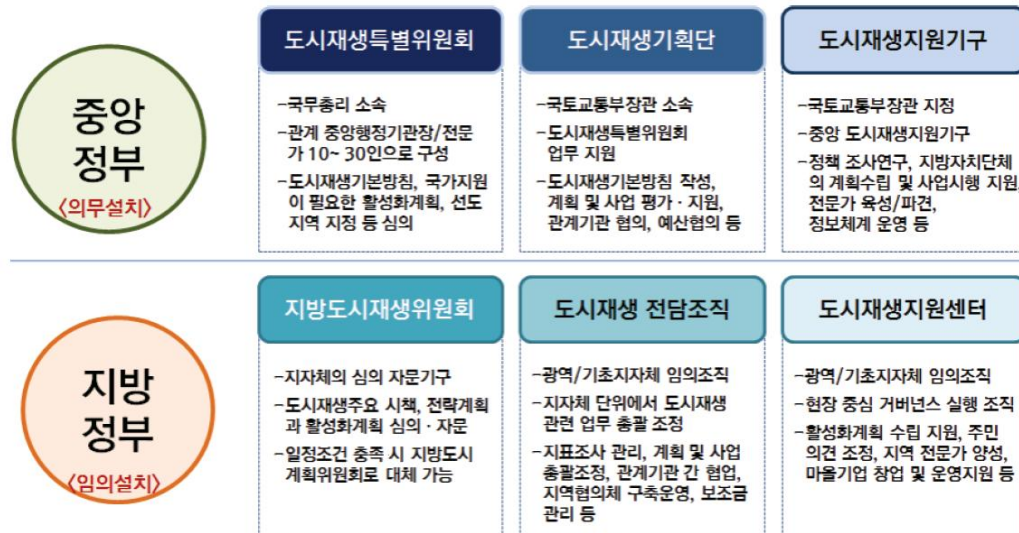 중앙
정부
〈의무설치〉
도시재생특별위원회
-국무총리 소속
-관계 중앙행정기관장/전문
가 10~ 30인으로 구성
-도시재생기본방침, 국가지원
이 필요한 활성화계획, 선도
지역 지정 등 심의
도시재생기획단
-국토교통부장관 소속
-도시재생특별위원회
업무 지원
-도시재생기본방침 작성,
계획 및 사업 평가 · 지원,
관계기관 협의, 예산협의 등
도시재생지원기구
-국토교통부장관 지정
-중앙 도시재생지원기구
-정책 조사연구, 지방자치단체
의 계획수립 및 사업시행 지원,
전문가 육성/파견,
정보체계 운영 등
지방
정부
〈임의설치〉
지방도시재생위원회
-지자체의 심의 자문기구
-도시재생주요 시책, 전략계획
과 활성화계획 심의 · 자문
-일정조건 충족 시 지방도시
계획위원회로 대체 가능
도시재생 전담조직
-광역/기초지자체 임의조직
-지자체 단위에서 도시재생
관련 업무 총괄 조정
-지표조사 관리, 계획 및 사업
총괄조정, 관계기관 간 협업,
지역협의체 구축운영, 보조금
관리 등
도시재생지원센터
-광역/기초지자체 임의조직
-현장 중심 거버넌스 실행 조직
-활성화계획 수립 지원, 주민
의견 조정, 지역 전문가 양성,
마을기업 창업 및 운영지원 등